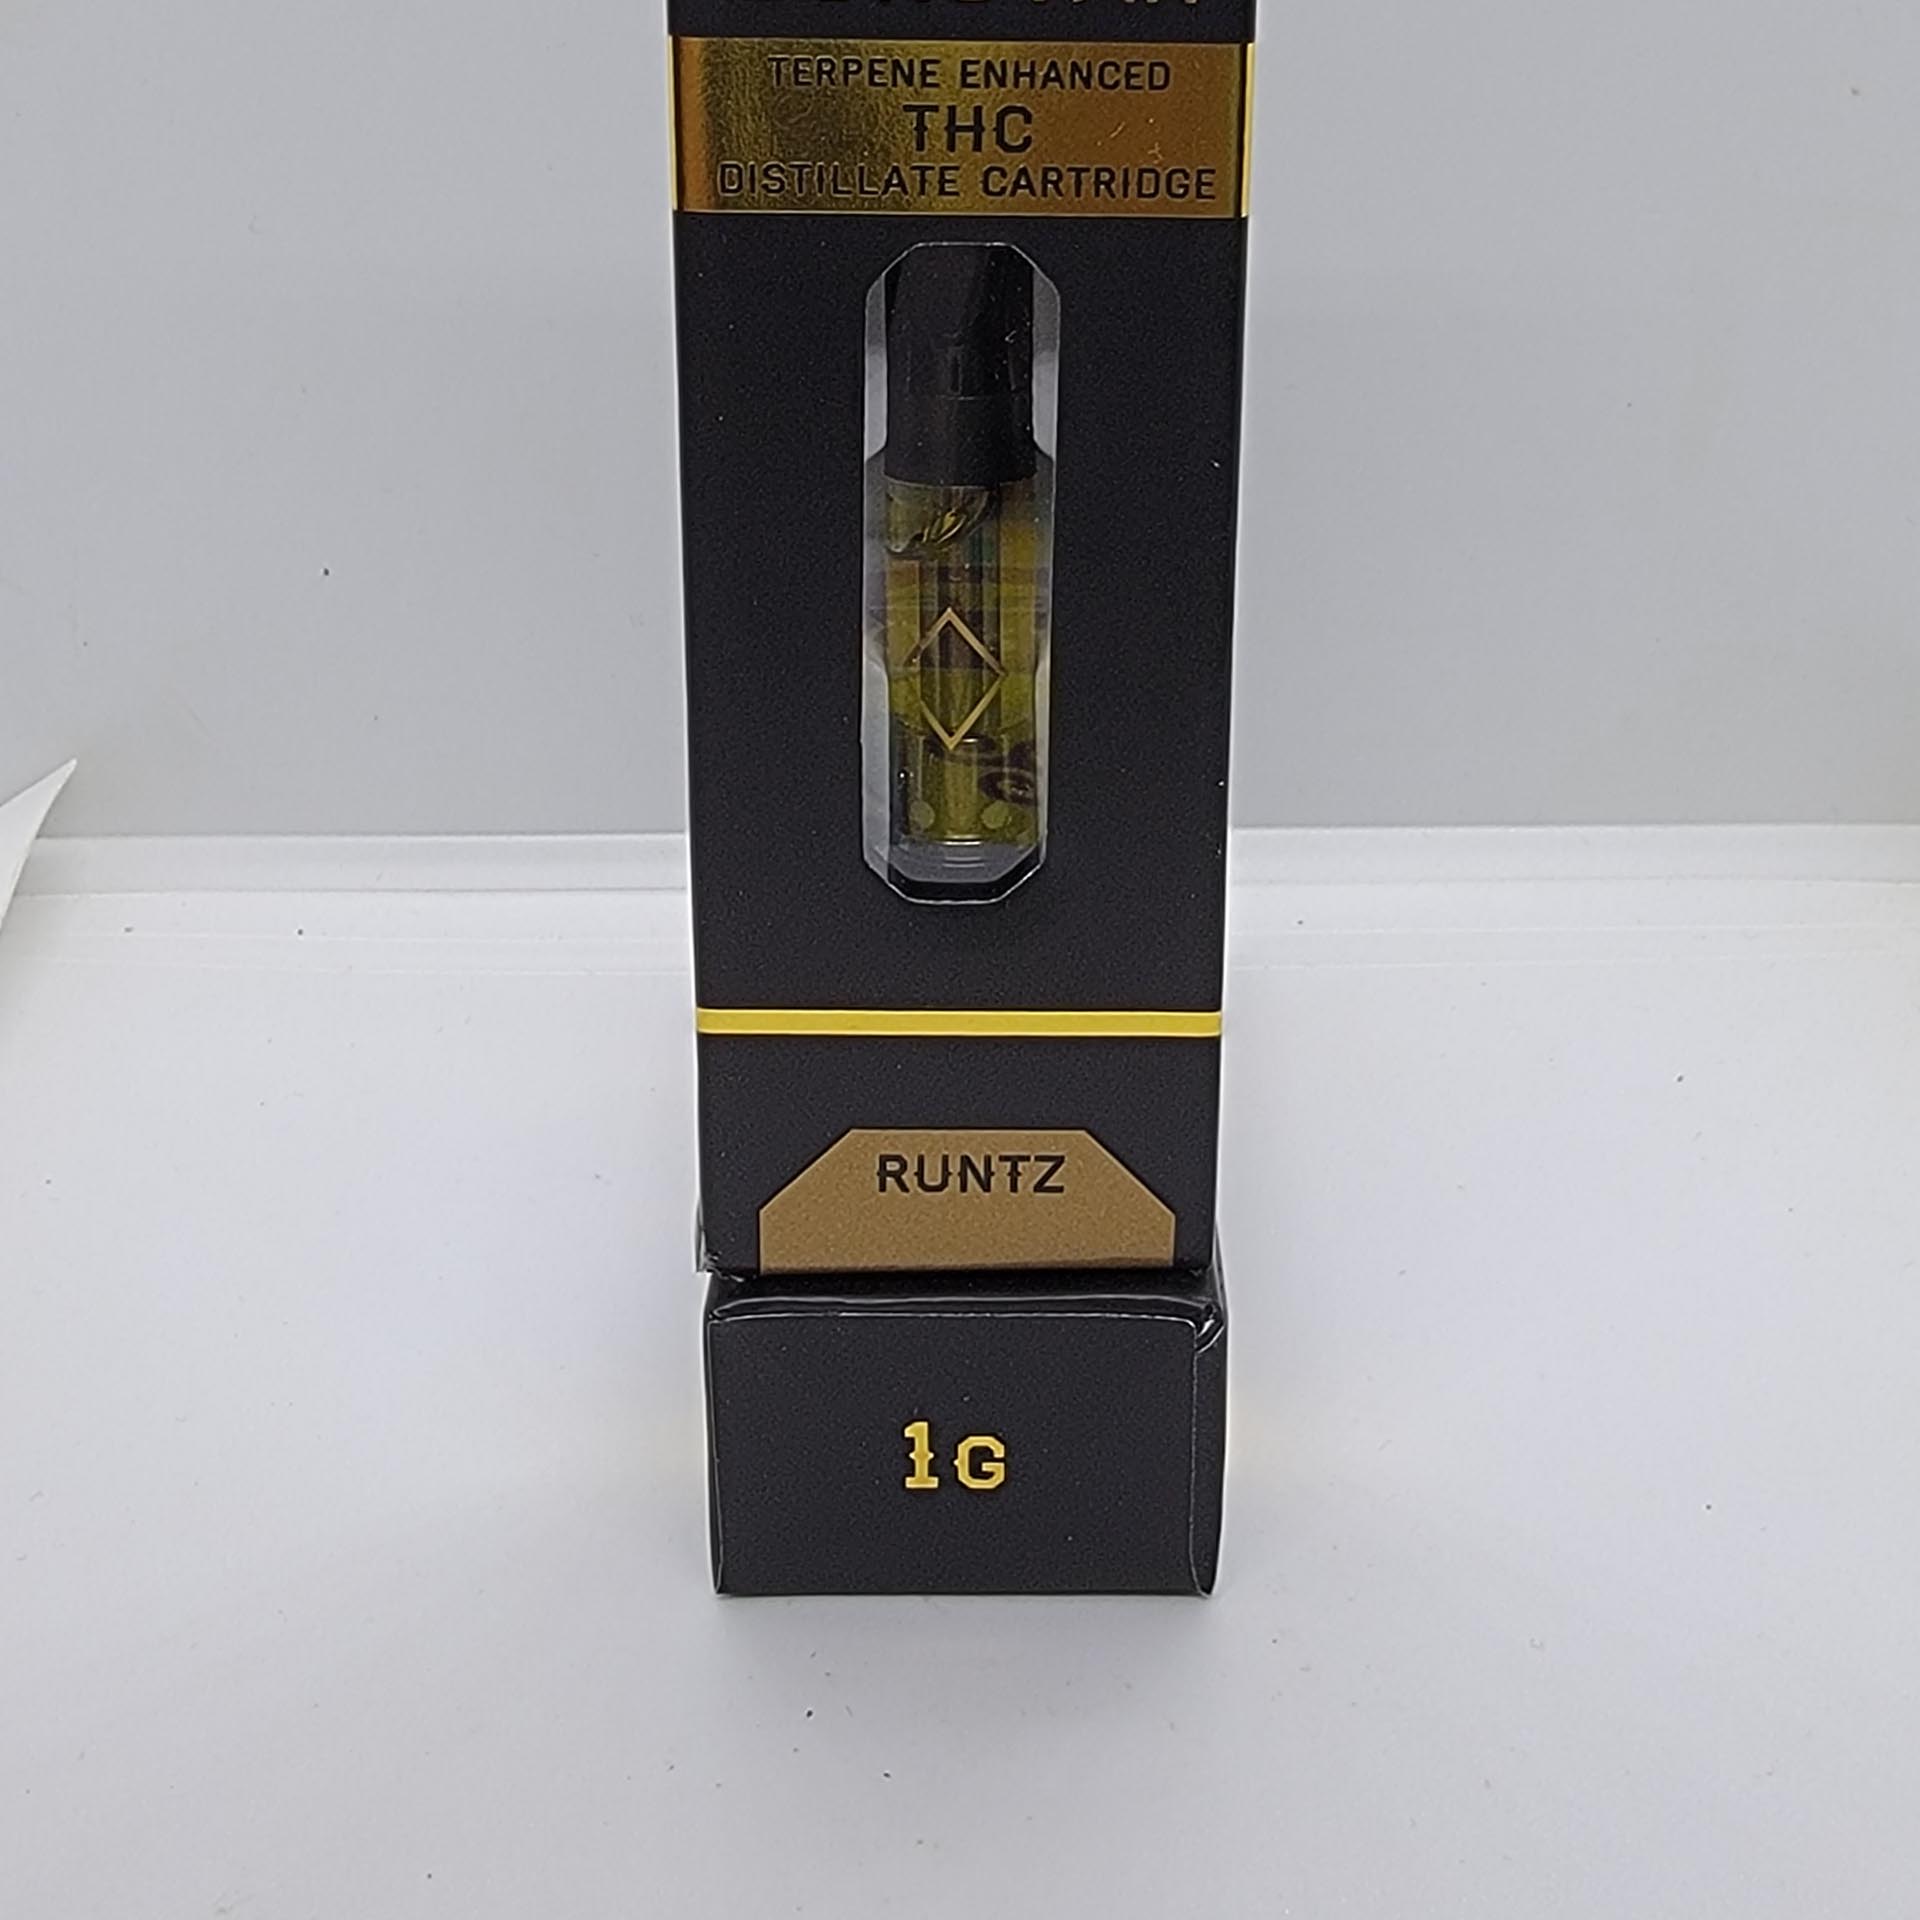 TERPENE ENHANCED
THC
DISTILLATE CARTRIDGE
RUNTZ
1G